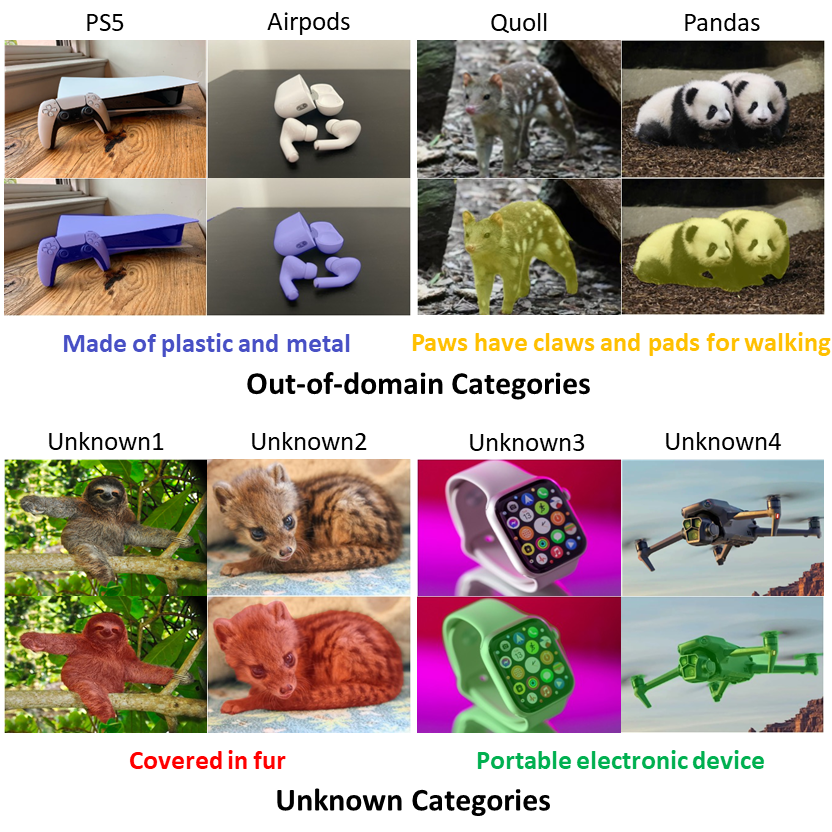 PS5 Airpods Quoll Pandas
Made of plastic and metal Paws have claws and pads for walking
Out-of-domain Categories
Unknown1 Unknown2 Unknown3 Unknown4
Covered in fur Portable electronic device
Unknown Categories